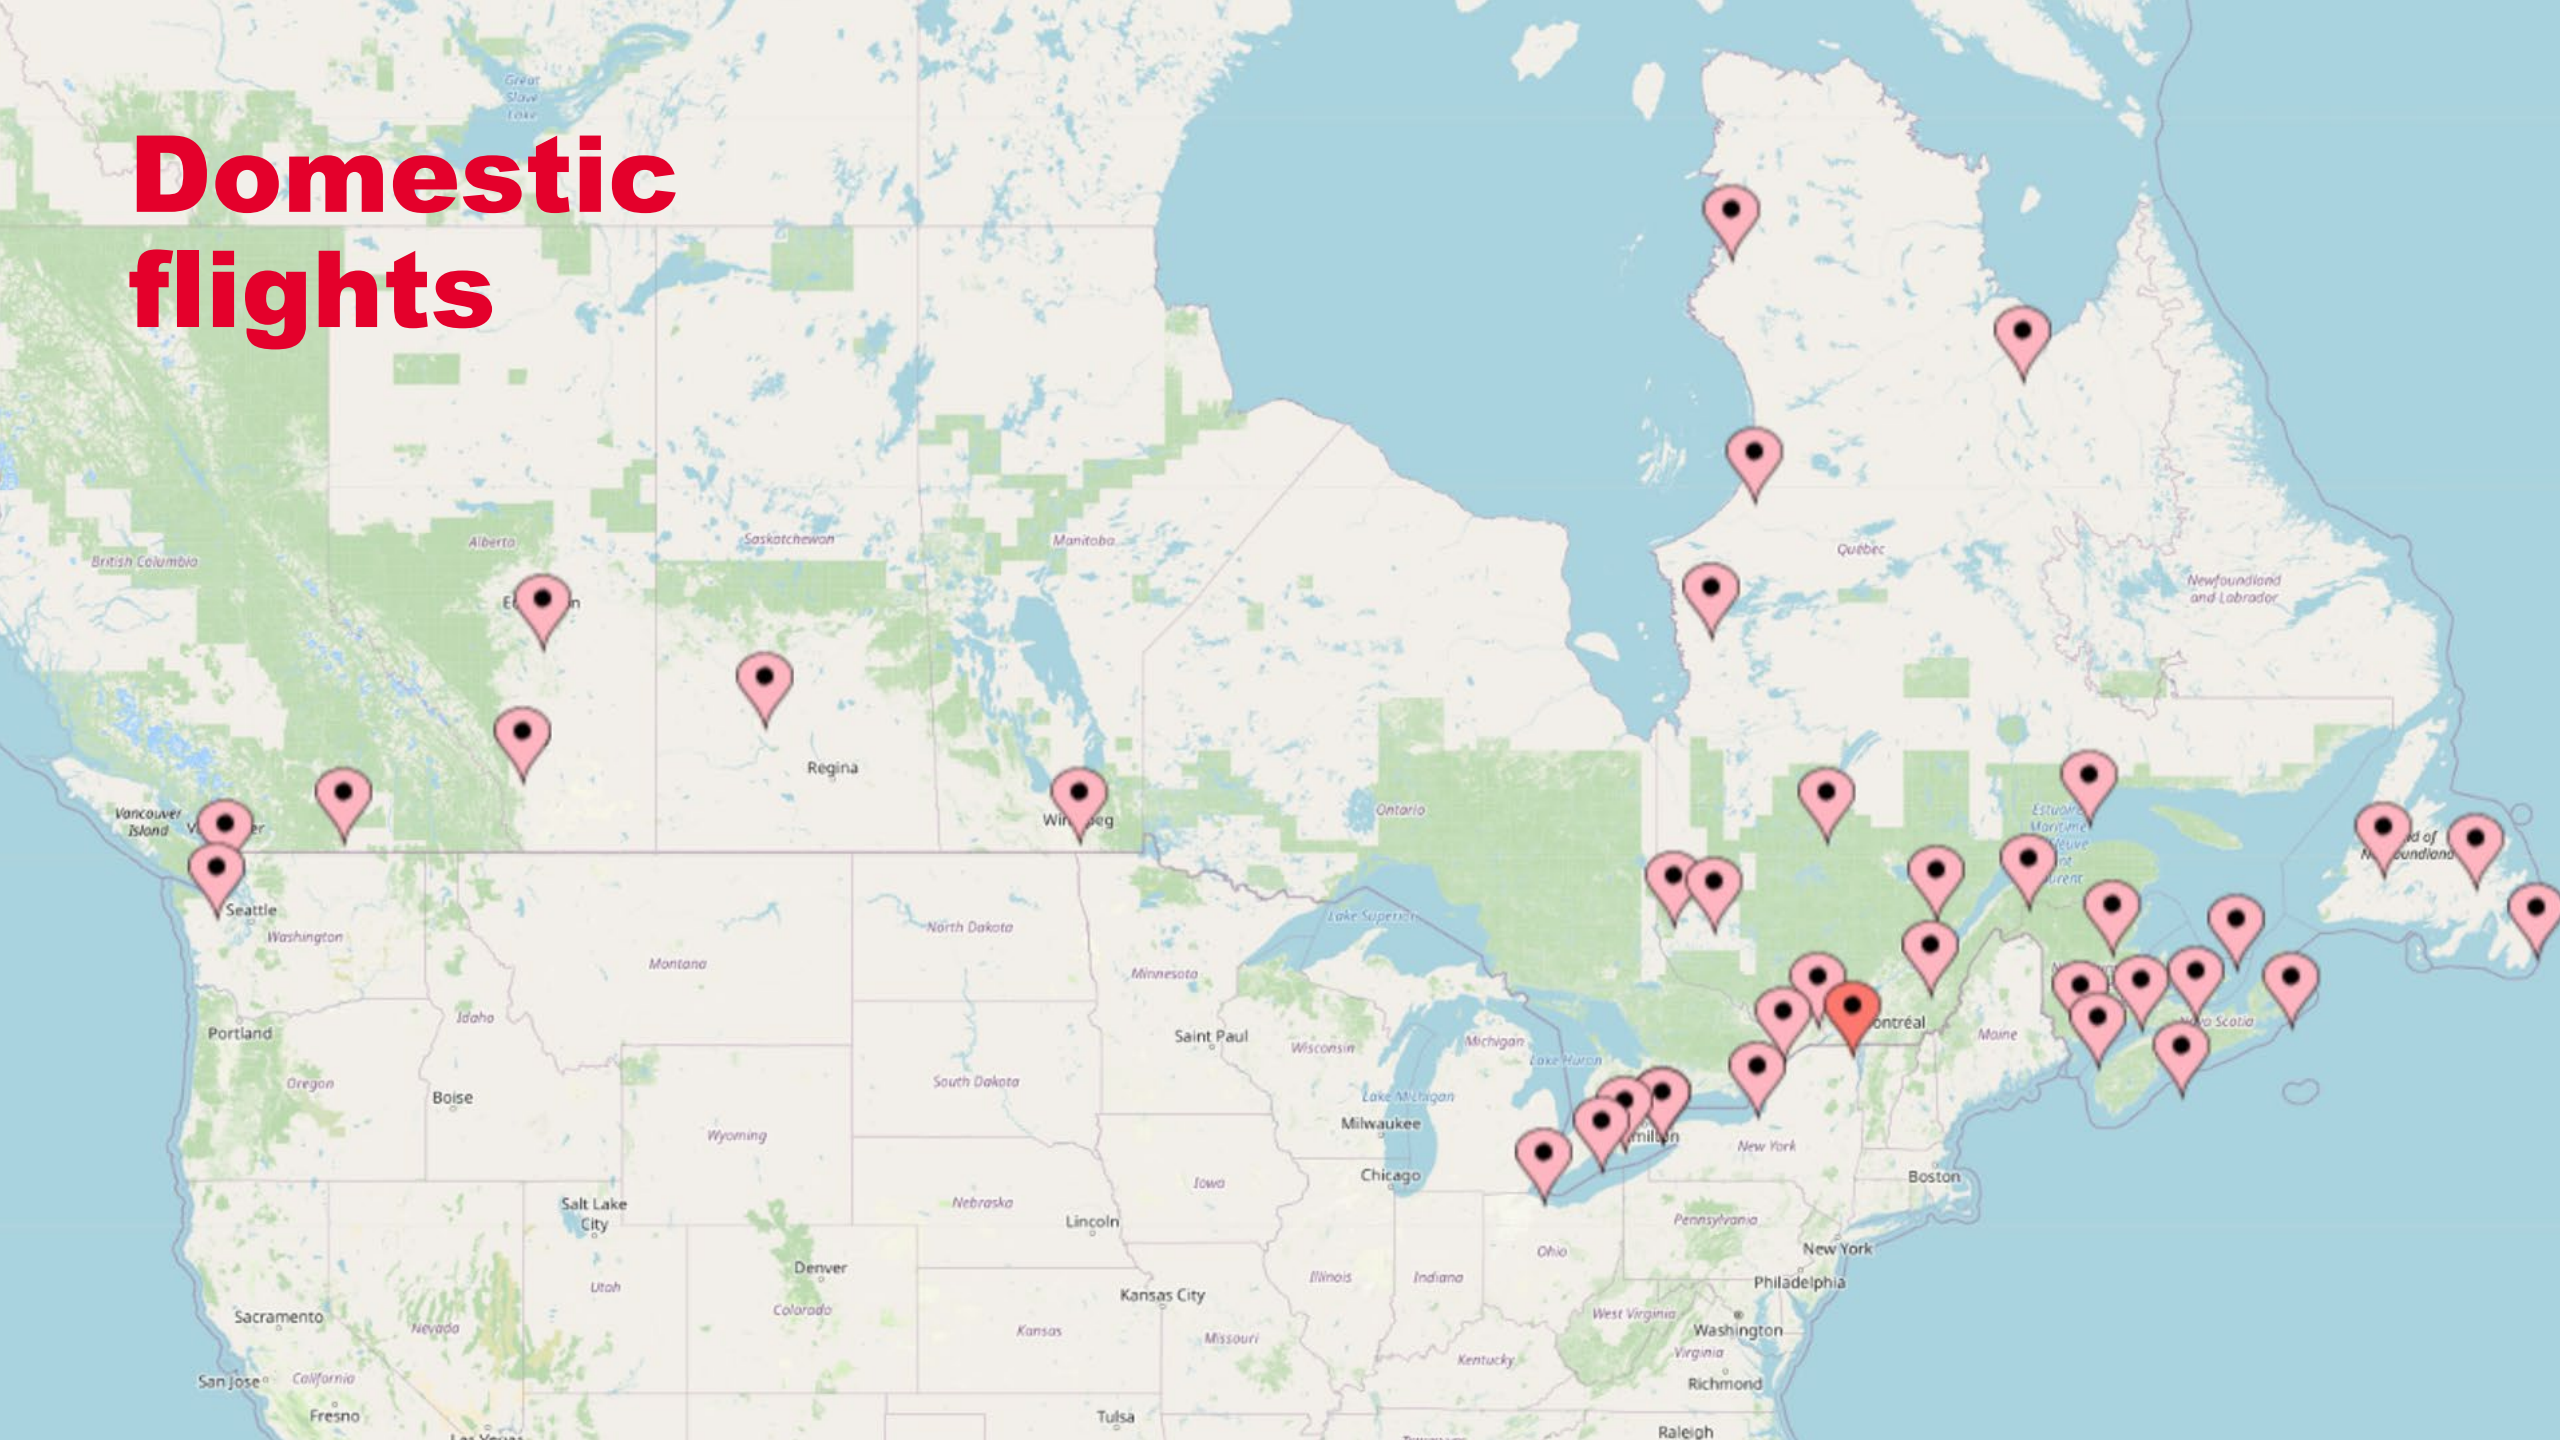 Domestic
flights
Great
Slave
Lake
British Columbia
Alberta
Saskatchewan
Manitoba
Québec
Newfoundland
and Labrador
Regina
Ontario
Vancouver
Island
Estuaire
Maritime
Seattle
Washington
North Dakota
Lake Superior
Montana
Minnesota
Idaho
Portland
Saint Paul
Wisconsin
Michigan
Lake Huron
Maine
Nova Scotia
Oregon
Boise
South Dakota
Lake Michigan
Milwaukee
Wyoming
New York
Chicago
Boston
Iowa
Salt Lake
City
Nebraska
Lincoln
Pennsylvania
New York
Ohio
Denver
Utah
Illinois
Indiana
Philadelphia
Kansas City
Colorado
Sacramento
Nevada
Kansas
Missouri
West Virginia
Washington
Virginia
Kentucky
San Jose
California
Richmond
Fresno
Tulsa
Raleigh